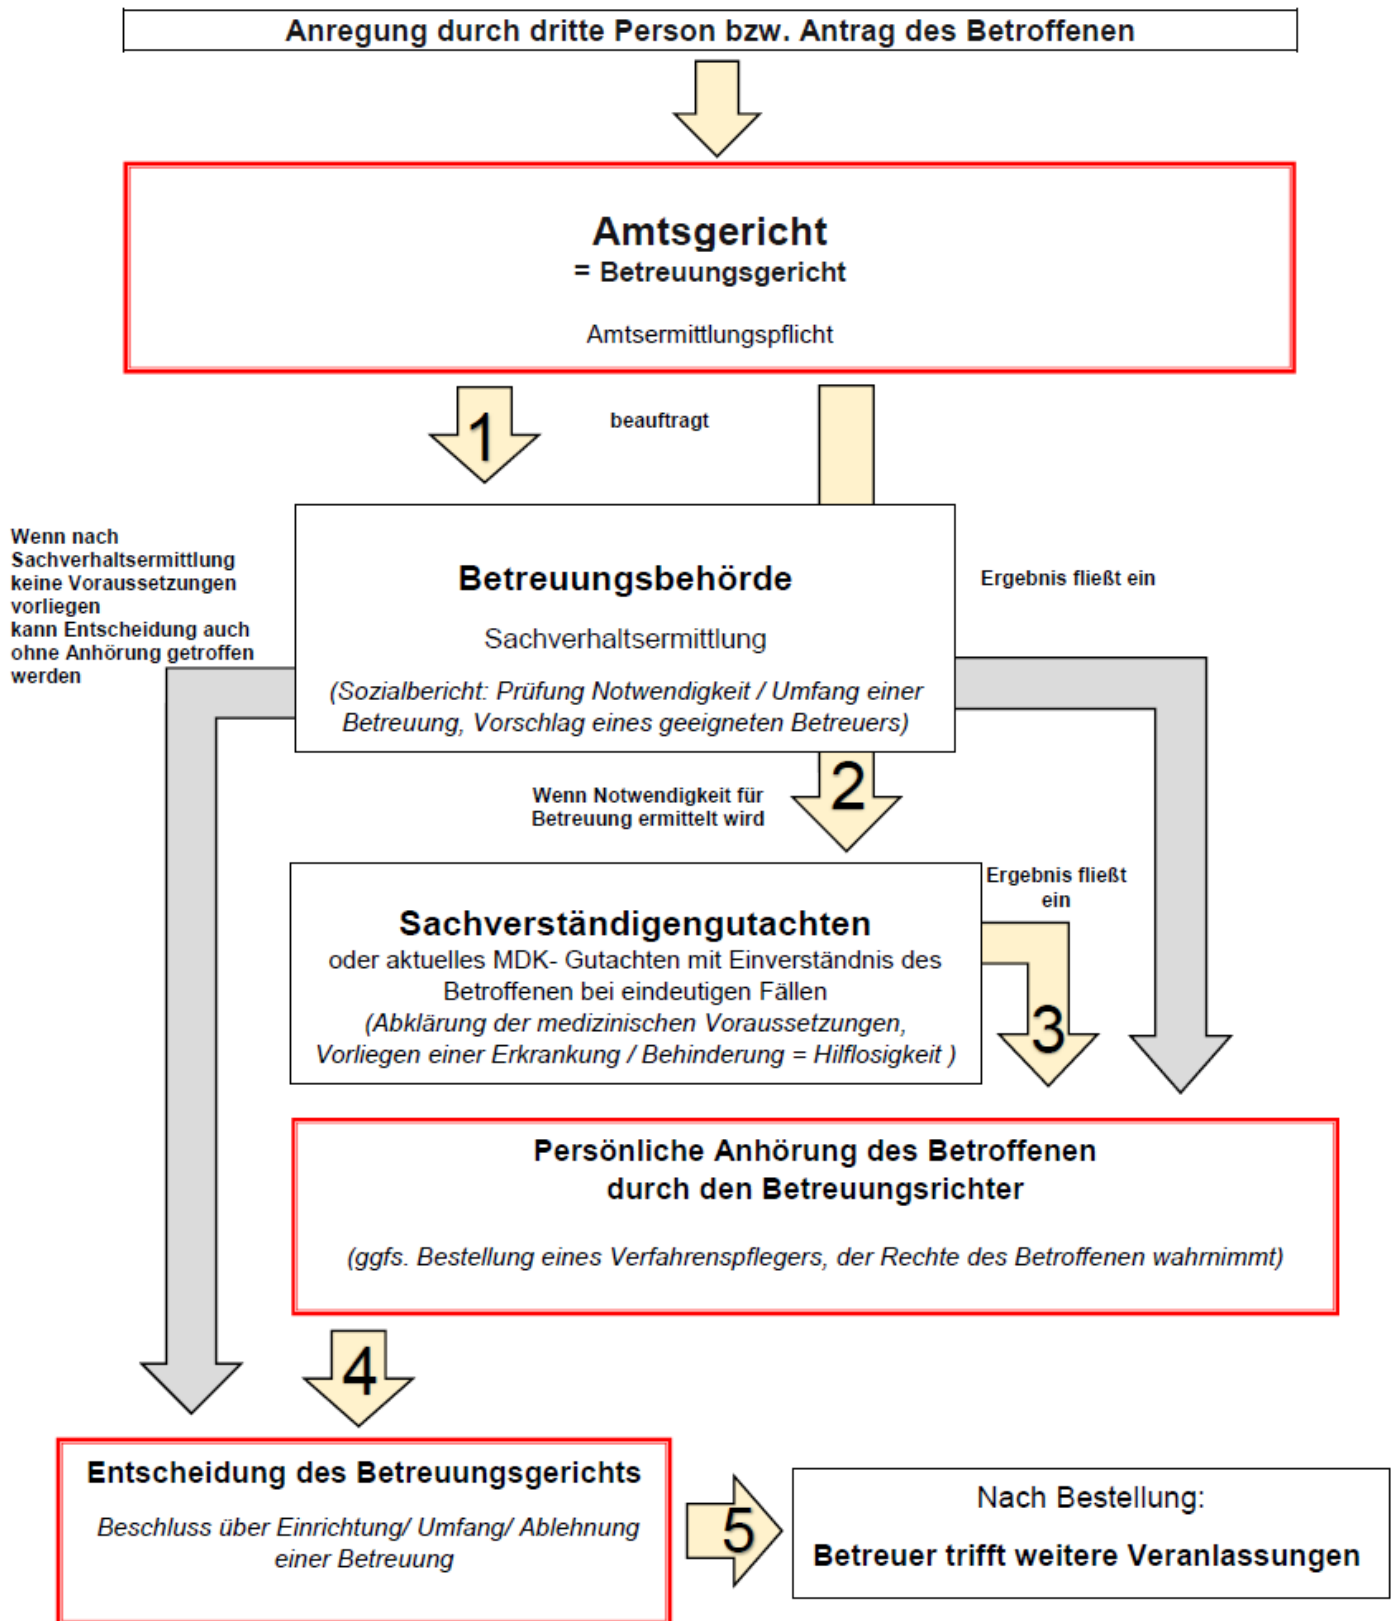 Anregung durch dritte Person bzw. Antrag des Betroffenen
Amtsgericht
= Betreuungsgericht
Amtsermittlungspflicht
1
beauftragt
Wenn nach
Sachverhaltsermittlung
keine Voraussetzungen
vorliegen
kann Entscheidung auch
ohne Anhörung getroffen
werden
Betreuungsbehörde
Sachverhaltsermittlung
(Sozialbericht: Prüfung Notwendigkeit / Umfang einer
Betreuung, Vorschlag eines geeigneten Betreuers)
Ergebnis fließt ein
Wenn Notwendigkeit für
Betreuung ermittelt wird
2
Sachverständigengutachten
oder aktuelles MDK- Gutachten mit Einverständnis des
Betroffenen bei eindeutigen Fällen
(Abklärung der medizinischen Voraussetzungen,
Vorliegen einer Erkrankung / Behinderung = Hilflosigkeit )
Ergebnis fließt
ein
3
Persönliche Anhörung des Betroffenen
durch den Betreuungsrichter
(ggfs. Bestellung eines Verfahrenspflegers, der Rechte des Betroffenen wahrnimmt)
4
Entscheidung des Betreuungsgerichts
Beschluss über Einrichtung/ Umfang/ Ablehnung
einer Betreuung
5
Nach Bestellung:
Betreuer trifft weitere Veranlassungen